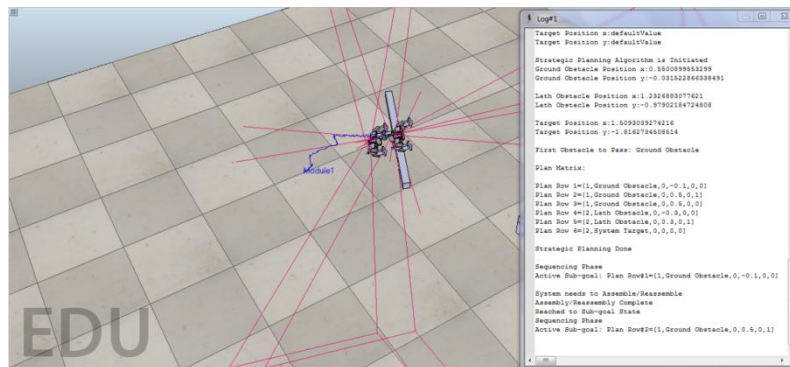 Module1
EDU
Log#1
Target Position x:defaultValue
Target Position y:defaultValue
Strategic Planning Algorithm is Initiated
Ground Obstacle Position x:0.5500899553299
Ground Obstacle Position y:-0.031522866338491
Lath Obstacle Position x:1.2326883077621
Lath Obstacle Position y:-0.97902184724808
Target Position x:1.5093039274216
Target Position y:-1.8162734508514
First Obstacle to Pass: Ground Obstacle
Plan Matrix:
Plan Row 1={1,Ground Obstacle,0,-0.1,0,0}
Plan Row 2={1,Ground Obstacle,0,0.5,0,1}
Plan Row 3={1,Ground Obstacle,0,0.5,0,0}
Plan Row 4={2,Lath Obstacle,0,-0.3,0,0}
Plan Row 5={2,Lath Obstacle,0,0.3,0,1}
Plan Row 6={2,System Target,0,0,0,0}
Strategic Planning Done
Sequencing Phase
Active Sub-goal: Plan Row#1={1,Ground Obstacle,0,-0.1,0,0}
System needs to Assemble/Reassemble
Assembly/Reassembly Complete
Reached to Sub-goal State
Sequencing Phase
Active Sub-goal: Plan Row#2={1,Ground Obstacle,0,0.5,0,1}